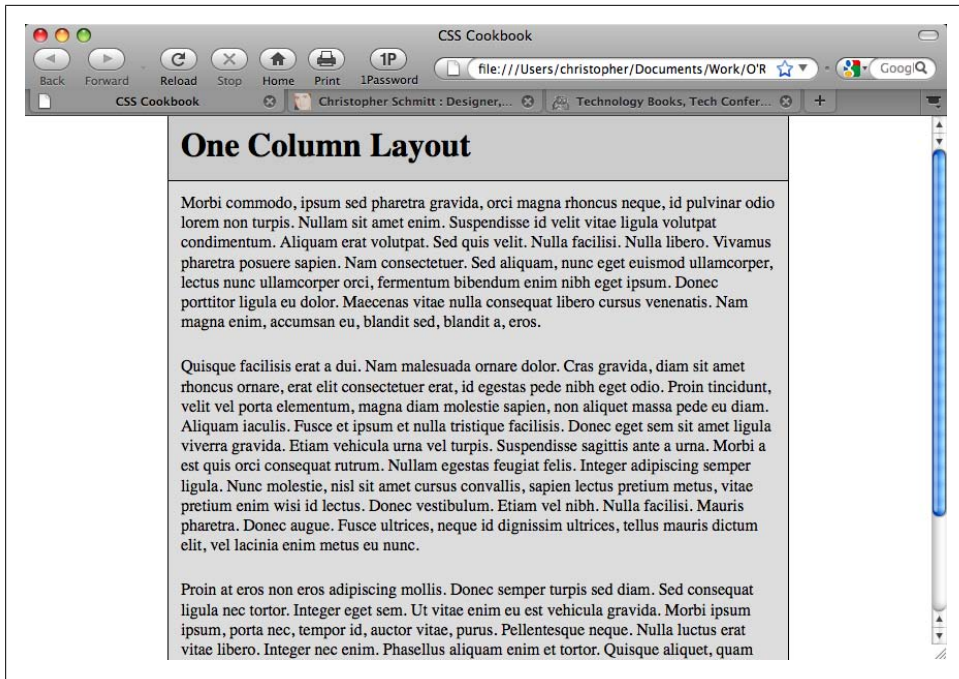 CSS Cookbook
1P
Back Forward Reload Stop Home Print 1Password
file:///Users/christopher/Documents/Work/O'R
Googl
CSS Cookbook
Christopher Schmitt : Designer,...
Technology Books, Tech Confer...
One Column Layout
Morbi commodo, ipsum sed pharetra gravida, orci magna rhoncus neque, id pulvinar odio
lorem non turpis. Nullam sit amet enim. Suspendisse id velit vitae ligula volutpat
condimentum. Aliquam erat volutpat. Sed quis velit. Nulla facilisi. Nulla libero. Vivamus
pharetra posuere sapien. Nam consectetuer. Sed aliquam, nunc eget euismod ullamcorper,
lectus nunc ullamcorper orci, fermentum bibendum enim nibh eget ipsum. Donec
porttitor ligula eu dolor. Maecenas vitae nulla consequat libero cursus venenatis. Nam
magna enim, accumsan eu, blandit sed, blandit a, eros.
Quisque facilisis erat a dui. Nam malesuada ornare dolor. Cras gravida, diam sit amet
rhoncus ornare, erat elit consectetuer erat, id egestas pede nibh eget odio. Proin tincidunt,
velit vel porta elementum, magna diam molestie sapien, non aliquet massa pede eu diam.
Aliquam iaculis. Fusce et ipsum et nulla tristique facilisis. Donec eget sem sit amet ligula
viverra gravida. Etiam vehicula urna vel turpis. Suspendisse sagittis ante a urna. Morbi a
est quis orci consequat rutrum. Nullam egestas feugiat felis. Integer adipiscing semper
ligula. Nunc molestie, nisl sit amet cursus convallis, sapien lectus pretium metus, vitae
pretium enim wisi id lectus. Donec vestibulum. Etiam vel nibh. Nulla facilisi. Mauris
pharetra. Donec augue. Fusce ultrices, neque id dignissim ultrices, tellus mauris dictum
elit, vel lacinia enim metus eu nunc.
Proin at eros non eros adipiscing mollis. Donec semper turpis sed diam. Sed consequat
ligula nec tortor. Integer eget sem. Ut vitae enim eu est vehicula gravida. Morbi ipsum
ipsum, porta nec, tempor id, auctor vitae, purus. Pellentesque neque. Nulla luctus erat
vitae libero. Integer nec enim. Phasellus aliquam enim et tortor. Quisque aliquet, quam